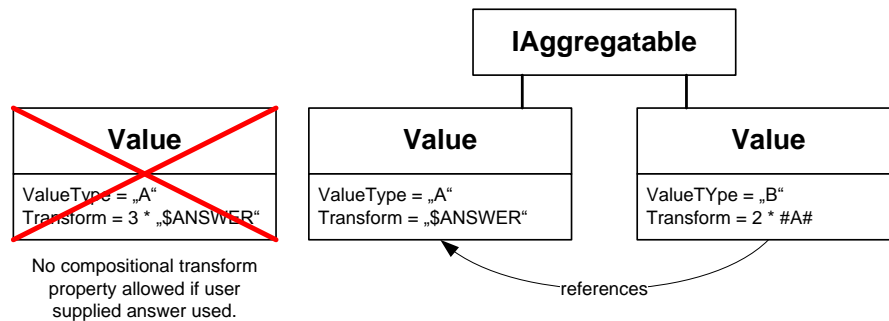 IAggregatable
Value
ValueType = „A“
Transform = 3 * „$ANSWER“
No compositional transform
property allowed if user
supplied answer used.
Value
ValueType = „A“
Transform = „$ANSWER“
Value
ValueTYpe = „B“
Transform = 2 * #A#
references